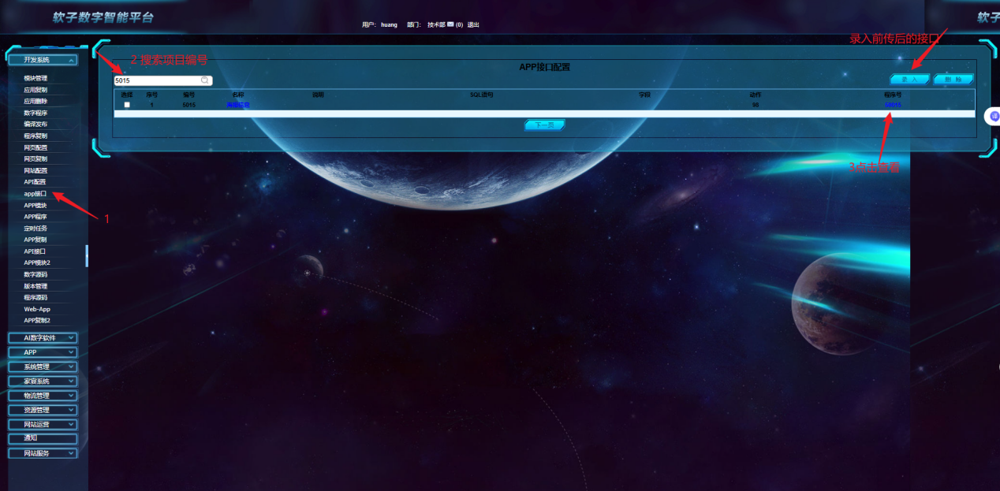 软子数字智能平台
用户: huang 部门: 技术部 (0) 退出
软子
录入前传后的接口
开发系统
2 搜索项目编号
APP接口配置
5015
录 入
删 除
选择 序号 编号 名称 说明 SQL语句 字段 动作 程序号
1 5015 98 50015
下一页
3点击查看
1
模块管理
应用复制
应用删除
数字程序
编译发布
程序复制
网页配置
网页复制
网站配置
API配置
app接口
APP模块
APP程序
定时任务
APP复制
API接口
APP模块2
数字源码
版本管理
程序源码
Web-App
APP复制2
AI数字软件
APP
系统管理
家宴系统
物流管理
资源管理
网站运营
通知
网站服务
译